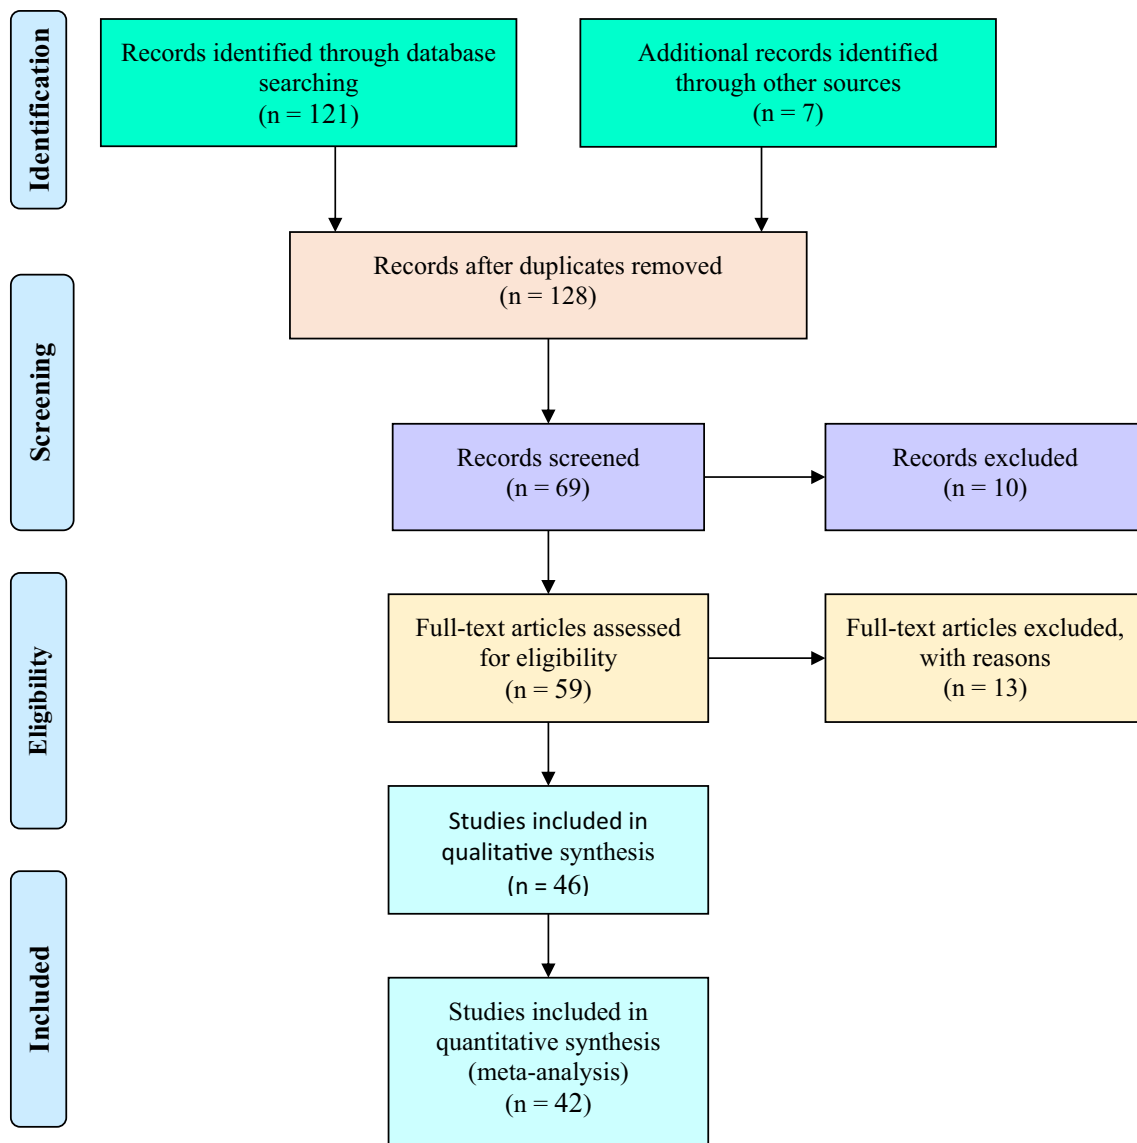 Identification
Records identified through database
searching
(n = 121)
Additional records identified
through other sources
(n = 7)
Records after duplicates removed
(n = 128)
Screening
Records screened
(n = 69)
Records excluded
(n = 10)
Eligibility
Full-text articles assessed
for eligibility
(n = 59)
Full-text articles excluded,
with reasons
(n = 13)
Studies included in
qualitative synthesis
(n = 46)
Included
Studies included in
quantitative synthesis
(meta-analysis)
(n = 42)